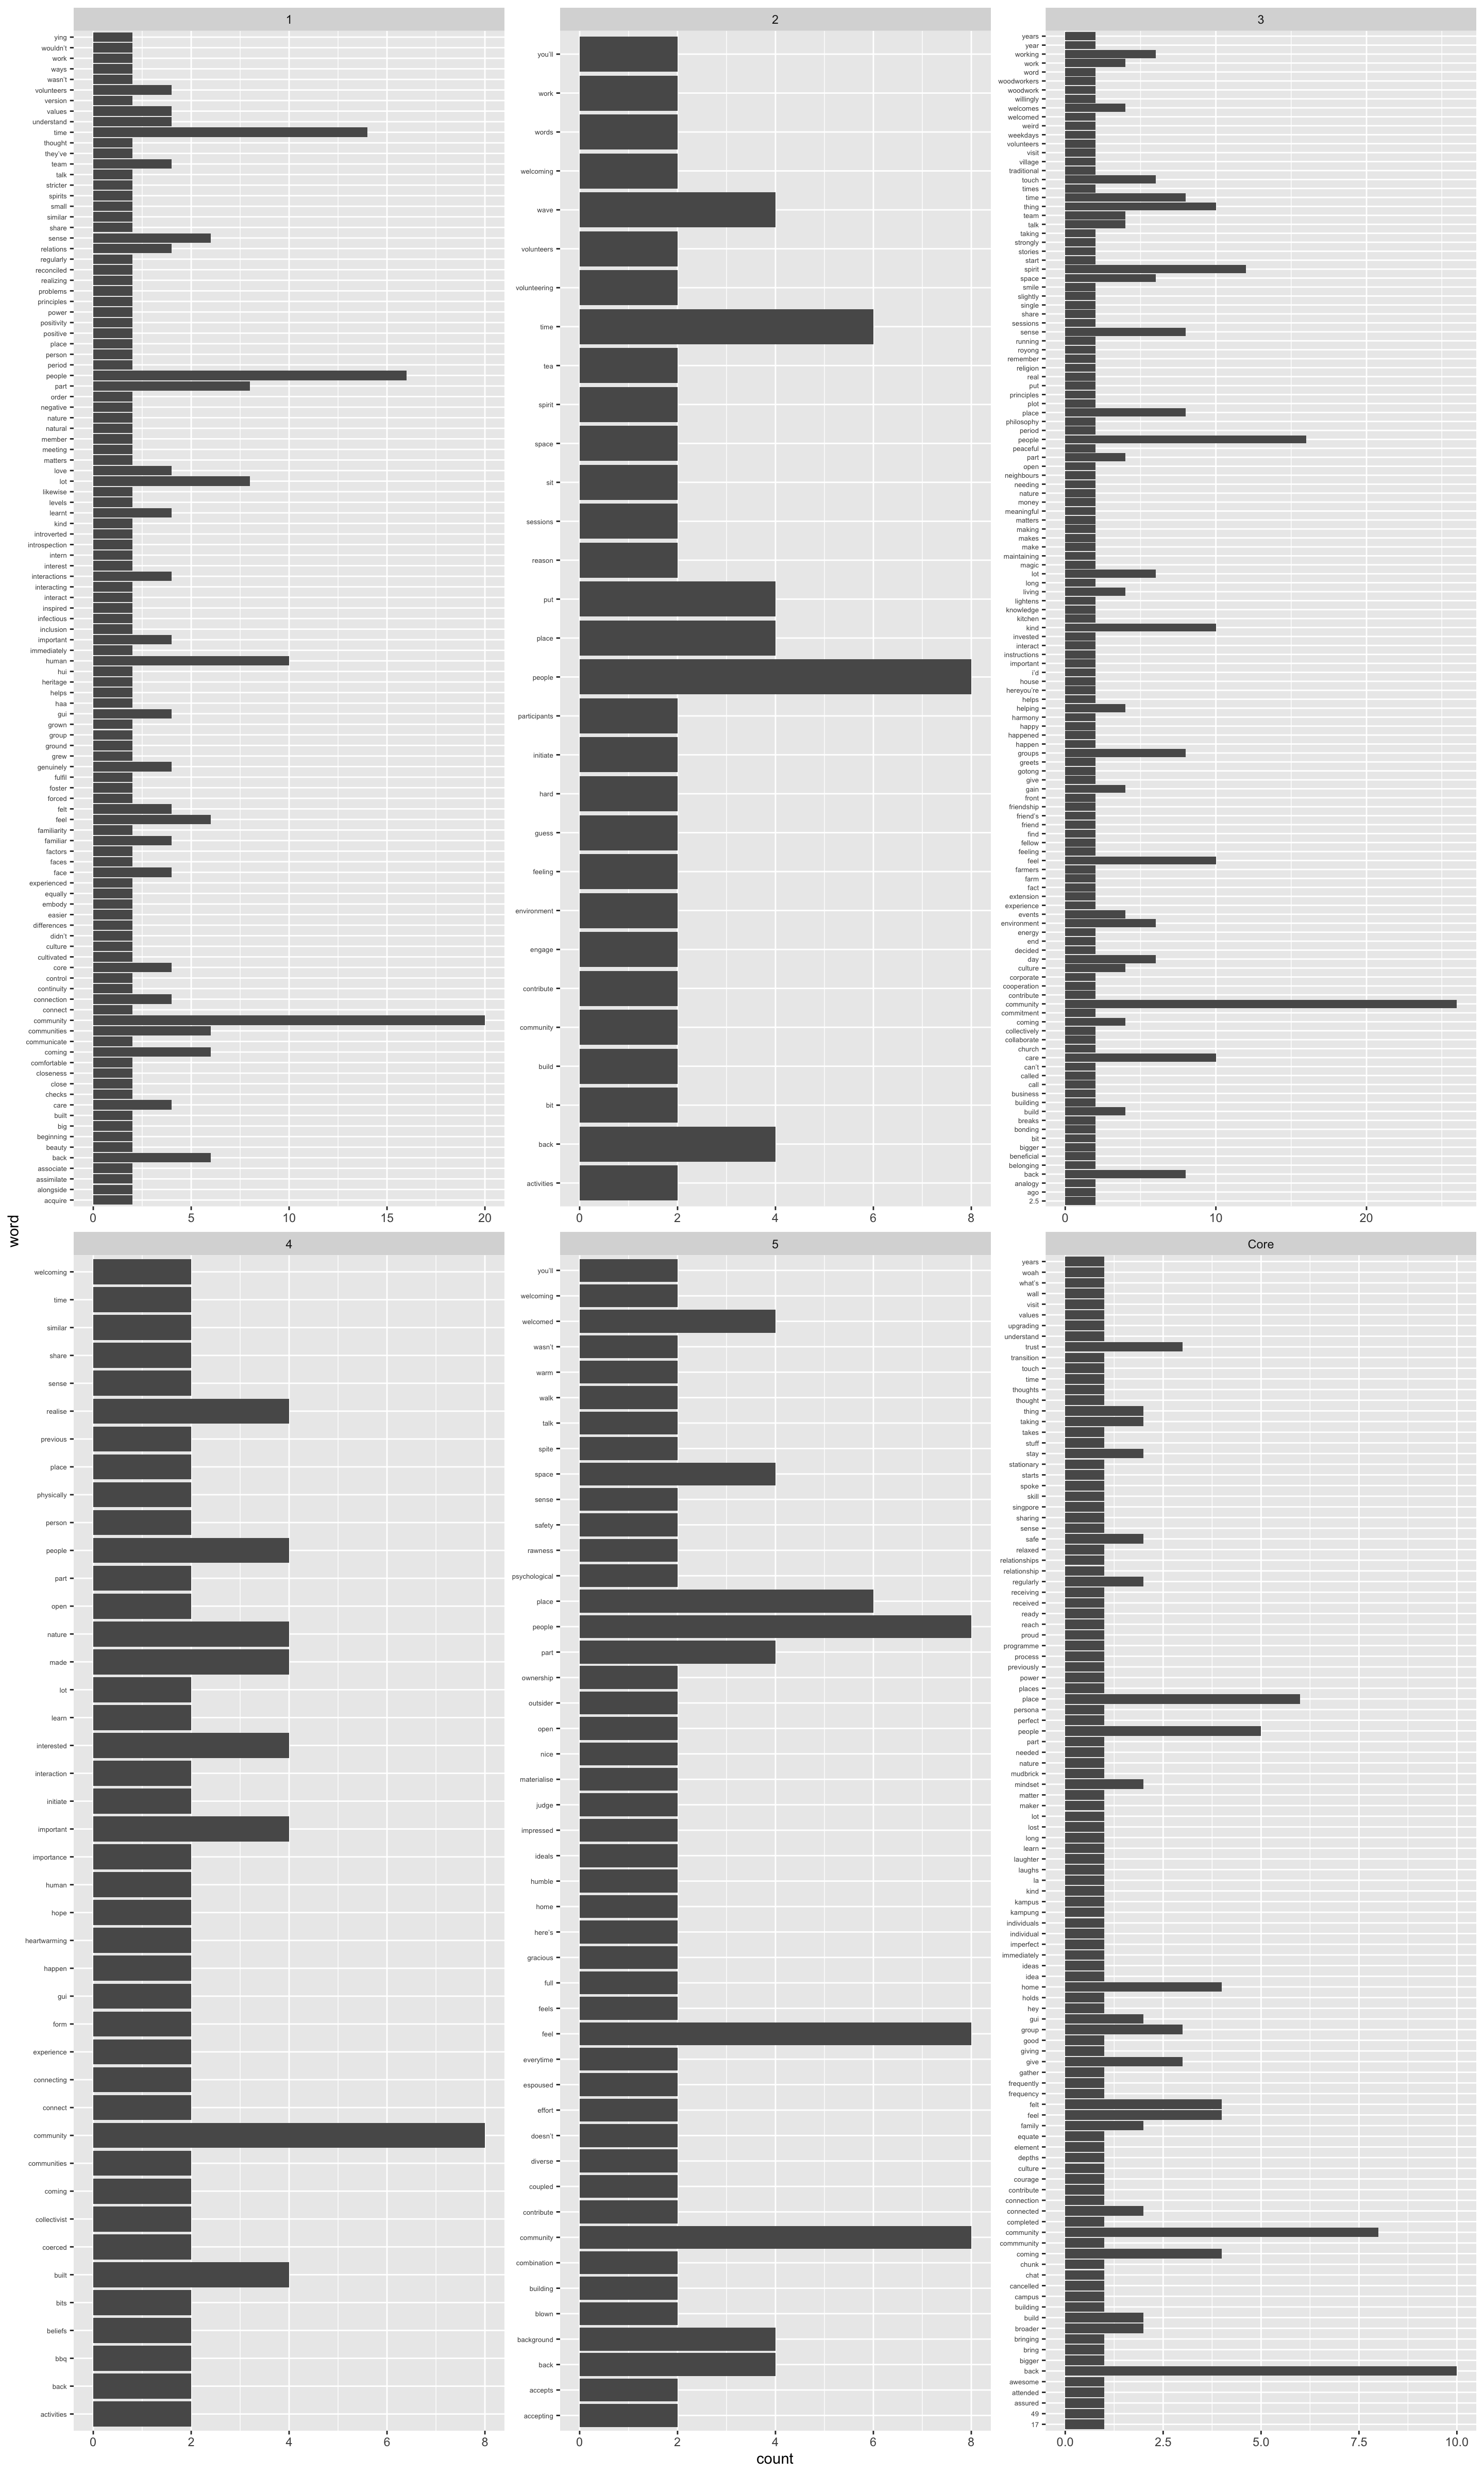 1
ying
wouldn't
work
ways
wasn't
volunteers
version
values
understand
time
thought
they've
team
talk
stricter
spirits
small
similar
share
sense
relations
regularly
reconciled
realizing
problems
principles
power
positivity
positive
place
person
period
people
part
order
negative
nature
natural
member
meeting
matters
love
lot
likewise
levels
learnt
kind
introverted
introspection
intern
interest
interactions
interacting
interact
inspired
infectious
inclusion
important
immediately
human
hui
heritage
helps
haa
gui
grown
group
ground
grew
genuinely
fulfil
foster
forced
felt
feel
familiarity
familiar
factors
faces
face
experienced
equally
embody
easier
differences
didn't
culture
cultivated
core
control
continuity
connection
connect
community
communities
communicate
coming
comfortable
closeness
close
checks
care
built
big
beginning
beauty
back
associate
assimilate
alongside
acquire
0 5 10 15 20
2
you'll
work
words
welcoming
wave
volunteers
volunteering
time
tea
spirit
space
sit
sessions
reason
put
place
people
participants
initiate
hard
guess
feeling
environment
engage
contribute
community
build
bit
back
activities
0 2 4 6 8
3
years
year
working
work
word
woodworkers
woodwork
willingly
welcomes
welcomed
weird
weekdays
volunteers
visit
village
traditional
touch
times
time
thing
team
talk
taking
strongly
stories
start
spirit
space
smile
slightly
single
share
sessions
sense
running
royong
remember
religion
real
put
principles
plot
place
philosophy
period
people
peaceful
part
open
neighbours
needing
nature
money
meaningful
matters
making
makes
make
maintaining
magic
lot
long
living
lightens
knowledge
kitchen
kind
invested
interact
instructions
important
i'd
house
hereyou're
helps
helping
harmony
happy
happened
happen
groups
greets
gotong
give
gain
front
friendship
friend's
friend
find
fellow
feeling
feel
farmers
farm
fact
extension
experience
events
environment
energy
end
decided
day
culture
corporate
cooperation
contribute
community
commitment
coming
collectively
collaborate
church
care
can't
called
call
business
building
build
breaks
bonding
bit
bigger
beneficial
belonging
back
analogy
ago
2.5
0 10 20
word
4
welcoming
time
similar
share
sense
realise
previous
place
physically
person
people
part
open
nature
made
lot
learn
interested
interaction
initiate
important
importance
human
hope
heartwarming
happen
gui
form
experience
connecting
connect
community
communities
coming
collectivist
coerced
built
bits
beliefs
bbq
back
activities
0 2 4 6 8
5
you'll
welcoming
welcomed
wasn't
warm
walk
talk
spite
space
sense
safety
rawness
psychological
place
people
part
ownership
outsider
open
nice
materialise
judge
impressed
ideals
humble
home
here's
gracious
full
feels
feel
everytime
espoused
effort
doesn't
diverse
coupled
contribute
community
combination
building
blown
background
back
accepts
accepting
0 2 4 6 8
Core
years
woah
what's
wall
visit
values
upgrading
understand
trust
transition
touch
time
thoughts
thought
thing
taking
takes
stuff
stay
stationary
starts
spoke
skill
singpore
sharing
sense
safe
relaxed
relationships
relationship
regularly
receiving
received
ready
reach
proud
programme
process
previously
power
places
place
persona
perfect
people
part
needed
nature
mudbrick
mindset
matter
maker
lot
lost
long
learn
laughter
laughs
la
kind
kampus
kampung
individuals
individual
imperfect
immediately
ideas
idea
home
holds
hey
gui
group
good
giving
give
gather
frequently
frequency
felt
feel
family
equate
element
depths
culture
courage
contribute
connection
connected
completed
community
commmunity
coming
chunk
chat
cancelled
campus
building
build
broader
bringing
bring
bigger
back
awesome
attended
assured
49
17
0.0 2.5 5.0 7.5 10.0
count